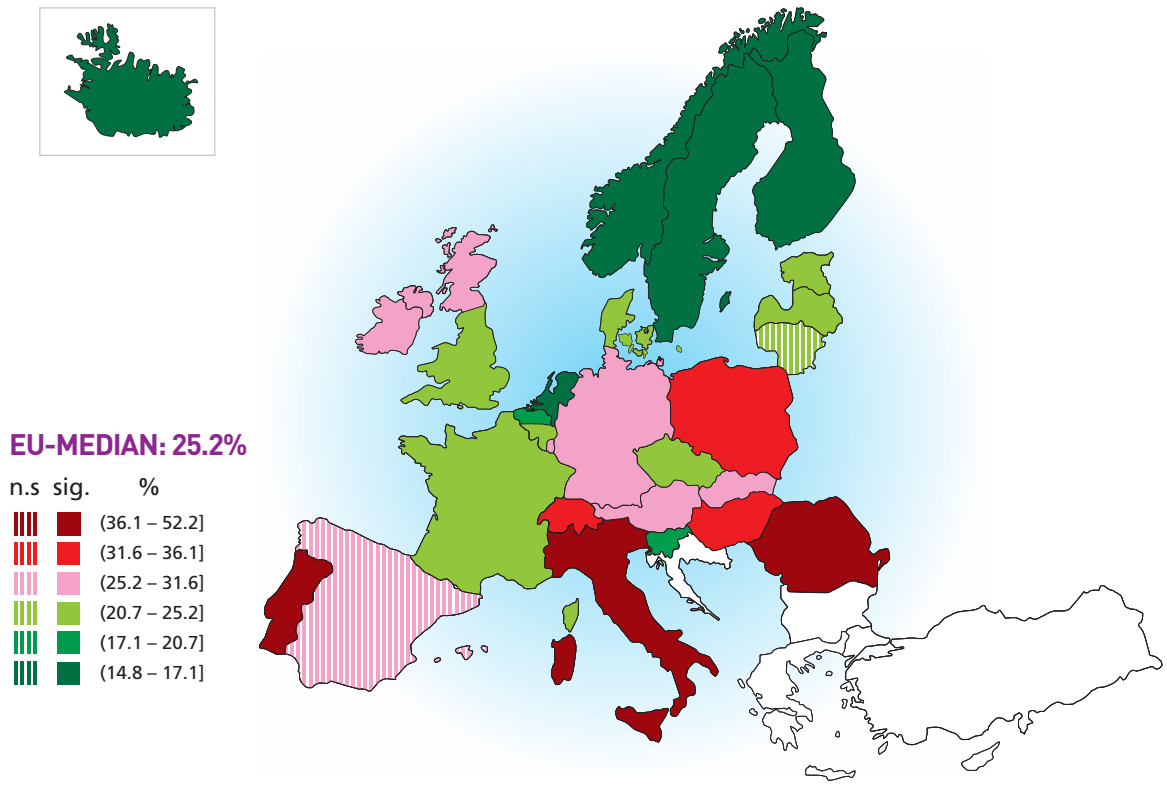 EU-MEDIAN: 25.2%
n.s sig. %
(36.1 – 52.2]
(31.6 – 36.1]
(25.2 – 31.6]
(20.7 – 25.2]
(17.1 – 20.7]
(14.8 – 17.1]